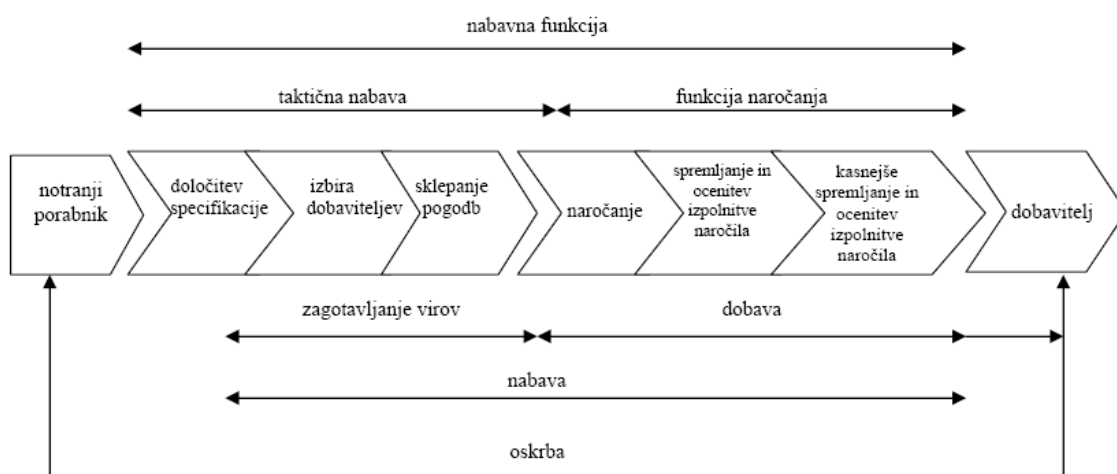 nabavna funkcija
taktična nabava
funkcija naročanja
notranji
porabnik
določitev
specifikacije
izbira
dobaviteljev
sklepanje
pogodb
naročanje
spremljanje in
ocenitev
izpolnitve
naročila
kasnejše
spremljanje in
ocenitev
izpolnitve
naročila
dobavitelj
zagotavljanje virov
dobava
nabava
oskrba